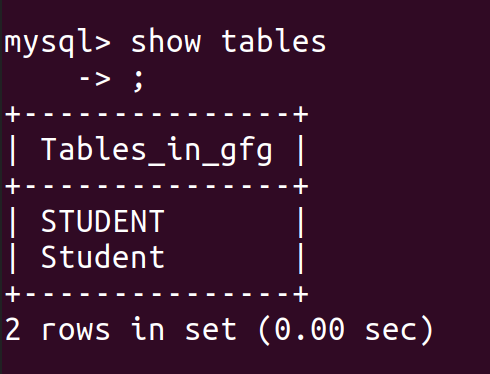 mysql> show tables
    -> ;
+---------------+
| Tables_in_gfg |
+---------------+
| STUDENT       |
| Student       |
+---------------+
2 rows in set (0.00 sec)